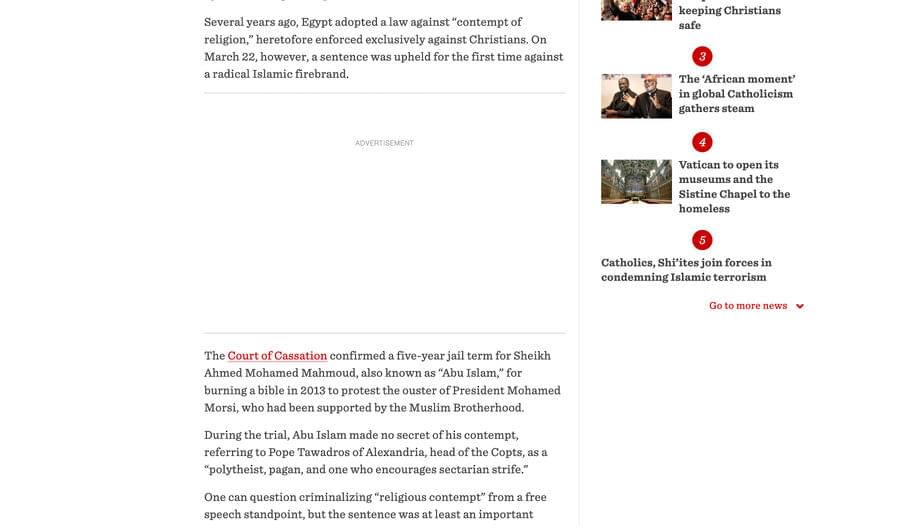 Several years ago, Egypt adopted a law against “contempt of
religion,” heretofore enforced exclusively against Christians. On
March 22, however, a sentence was upheld for the first time against
a radical Islamic firebrand.
ADVERTISEMENT
The Court of Cassation confirmed a five-year jail term for Sheikh
Ahmed Mohamed Mahmoud, also known as “Abu Islam,” for
burning a bible in 2013 to protest the ouster of President Mohamed
Morsi, who had been supported by the Muslim Brotherhood.
During the trial, Abu Islam made no secret of his contempt,
referring to Pope Tawadros of Alexandria, head of the Copts, as a
“polytheist, pagan, and one who encourages sectarian strife.”
One can question criminalizing “religious contempt” from a free
speech standpoint, but the sentence was at least an important
keeping Christians
safe
3
The ‘African moment’
in global Catholicism
gathers steam
4
Vatican to open its
museums and the
Sistine Chapel to the
homeless
5
Catholics, Shi’ites join forces in
condemning Islamic terrorism
Go to more news